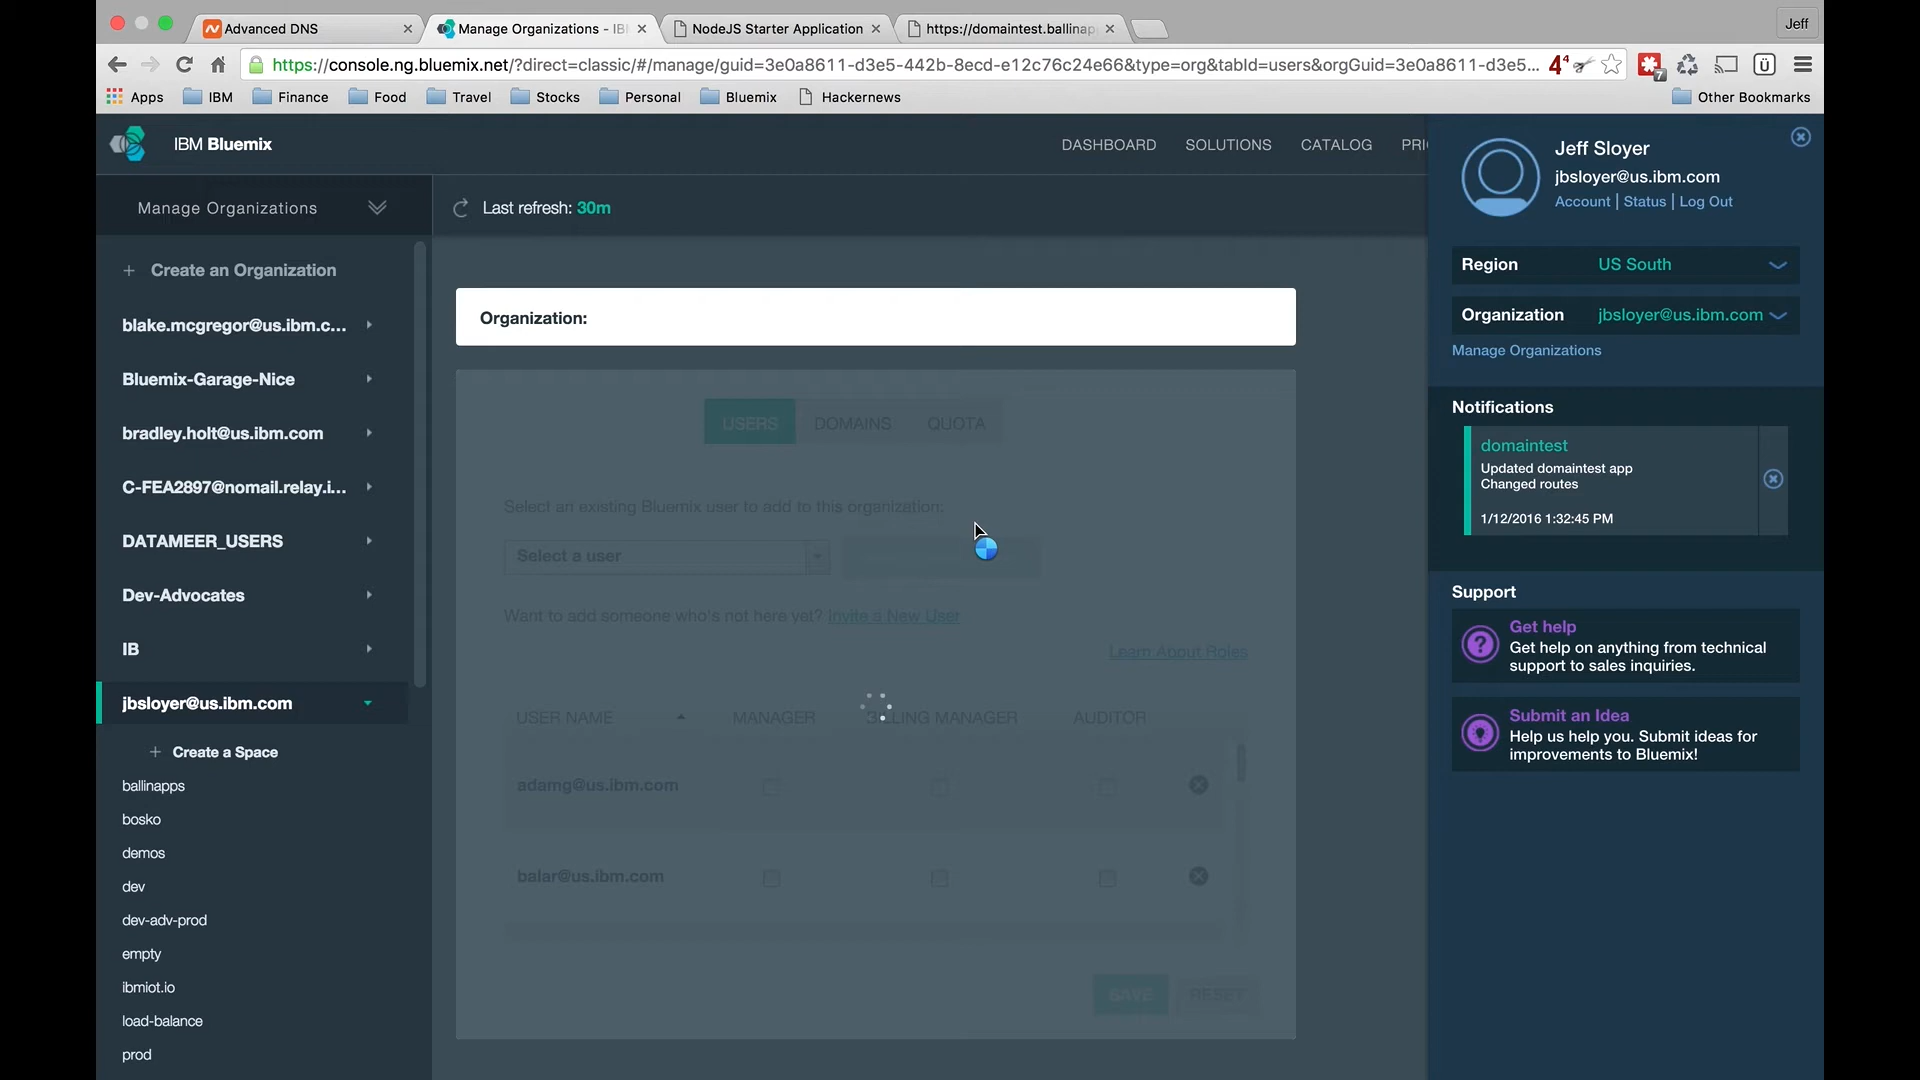 Advanced DNS
Manage Organizations - IB
NodeJS Starter Application
https://domaintest.ballinap
Jeff
https://console.ng.bluemix.net/?direct=classic/#/manage/guid=3e0a8611-d3e5-442b-8ecd-e12c76c24e66&type=org&tabId=users&orgGuid=3e0a8611-d3e5...
4 4
7
Apps
IBM
Finance
Food
Travel
Stocks
Personal
Bluemix
Hackernews
Other Bookmarks
IBM Bluemix
DASHBOARD
SOLUTIONS
CATALOG
PRI
Manage Organizations
Last refresh: 30m
Create an Organization
blake.mcgregor@us.ibm.c...
Bluemix-Garage-Nice
bradley.holt@us.ibm.com
C-FEA2897@nomail.relay.i...
DATAMEER_USERS
Dev-Advocates
IB
jbsloyer@us.ibm.com
+ Create a Space
ballinapps
bosko
demos
dev
dev-adv-prod
empty
ibmiot.io
load-balance
prod
Organization:
USERS
DOMAINS
QUOTA
Select an existing Bluemix user to add to this organization:
Select a user
Want to add someone who's not here yet? Invite a New User
Learn About Roles
USER NAME
MANAGER
BILLING MANAGER
AUDITOR
adamg@us.ibm.com
balar@us.ibm.com
SAVE
RESET
Jeff Sloyer
jbsloyer@us.ibm.com
Account | Status | Log Out
Region
US South
Organization
jbsloyer@us.ibm.com
Manage Organizations
Notifications
domaintest
Updated domaintest app
Changed routes
1/12/2016 1:32:45 PM
Support
Get help
Get help on anything from technical
support to sales inquiries.
Submit an Idea
Help us help you. Submit ideas for
improvements to Bluemix!